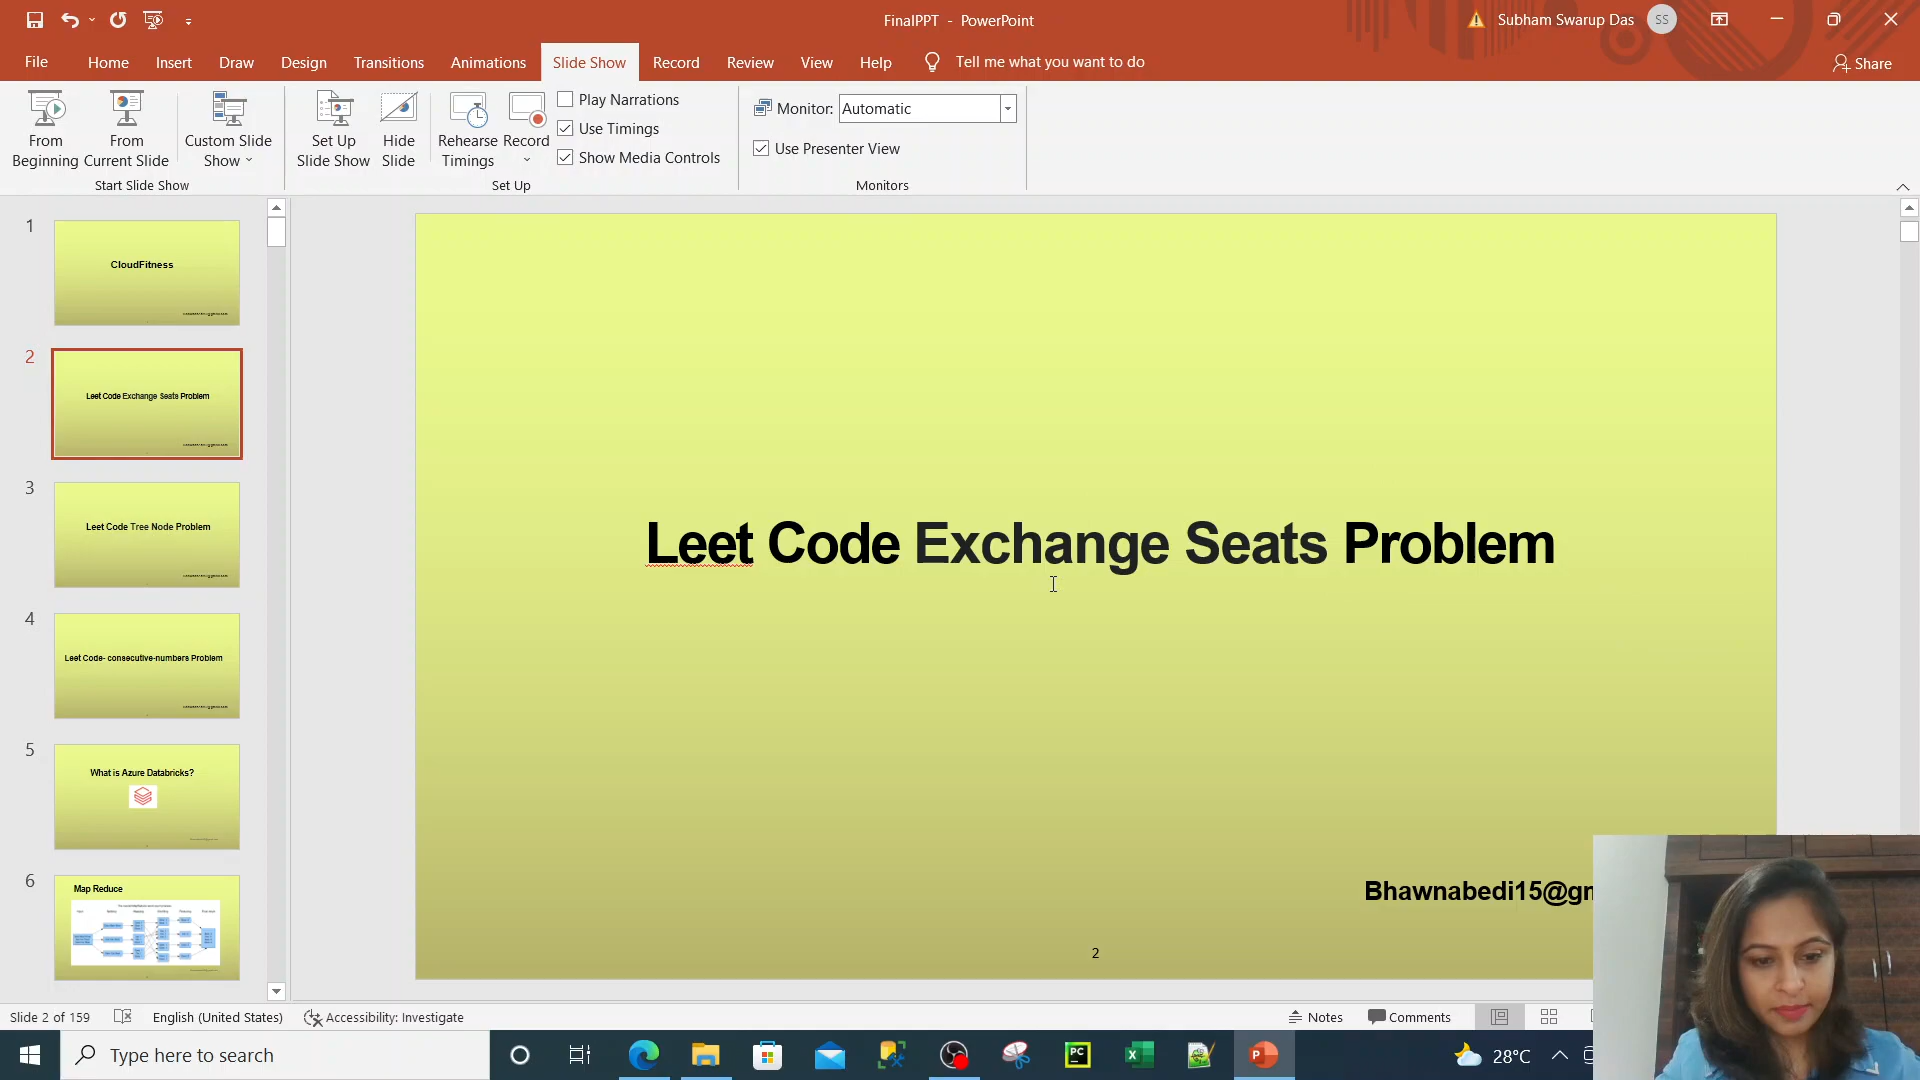 FinalPPT - PowerPoint
Subham Swarup Das
SS
File
Home
Insert
Draw
Design
Transitions
Animations
Slide Show
Record
Review
View
Help
Tell me what you want to do
Share
From
Beginning
From
Current Slide
Custom Slide
Show
Start Slide Show
Set Up
Slide Show
Hide
Slide
Rehearse
Timings
Record
Play Narrations
Use Timings
Show Media Controls
Set Up
Monitor:
Automatic
Use Presenter View
Monitors
1
CloudFitness
2
Leet Code Exchange Seats Problem
3
Leet Code Tree Node Problem
4
Leet Code- consecutive-numbers Problem
5
What is Azure Databricks?
6
Map Reduce
Leet Code Exchange Seats Problem
Bhawnabedi15@gm
2
Slide 2 of 159
English (United States)
Accessibility: Investigate
Notes
Comments
Type here to search
PC
28°C